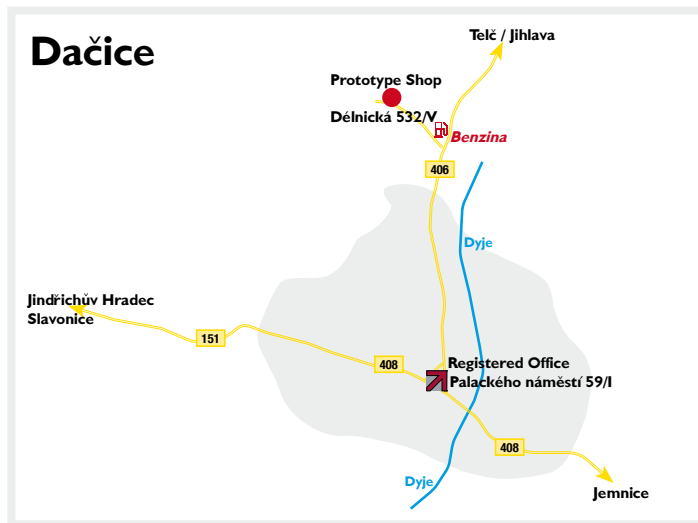 Dačice
Telč / Jihlava
Prototype Shop
Délnická 532/V
Benzina
406
Dyje
Jindřichův Hradec
Slavonice
151
408
Registered Office
Palackého náměstí 59/I
408
Dyje
Jemnice